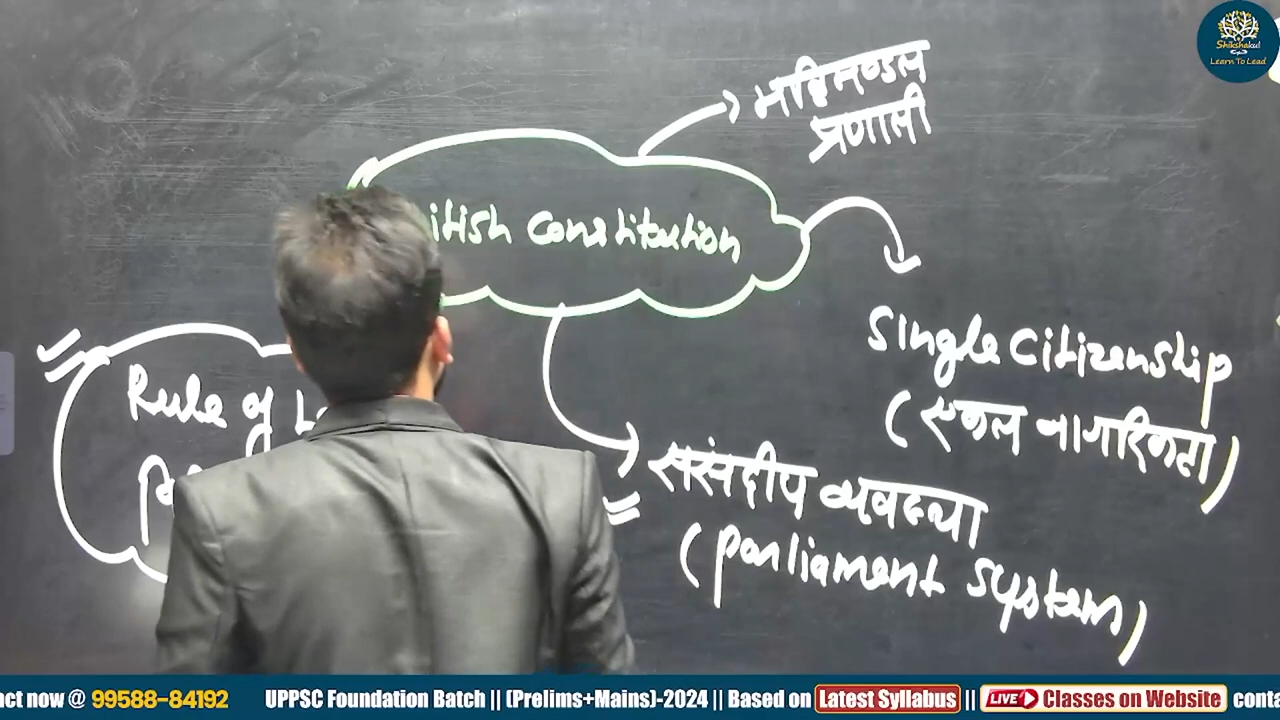 Shikshakul
Learn To Lead
मंत्रिमण्डल
प्रणाली
itish Constitution
Single Citizenship
(एकल नागरिकता)
Rule of L
संसदीय व्यवस्था
(Parliament System)
act now @ 99588-84192 UPPSC Foundation Batch || (Prelims+Mains)-2024 || Based on Latest Syllabus || LIVE Classes on Website conta